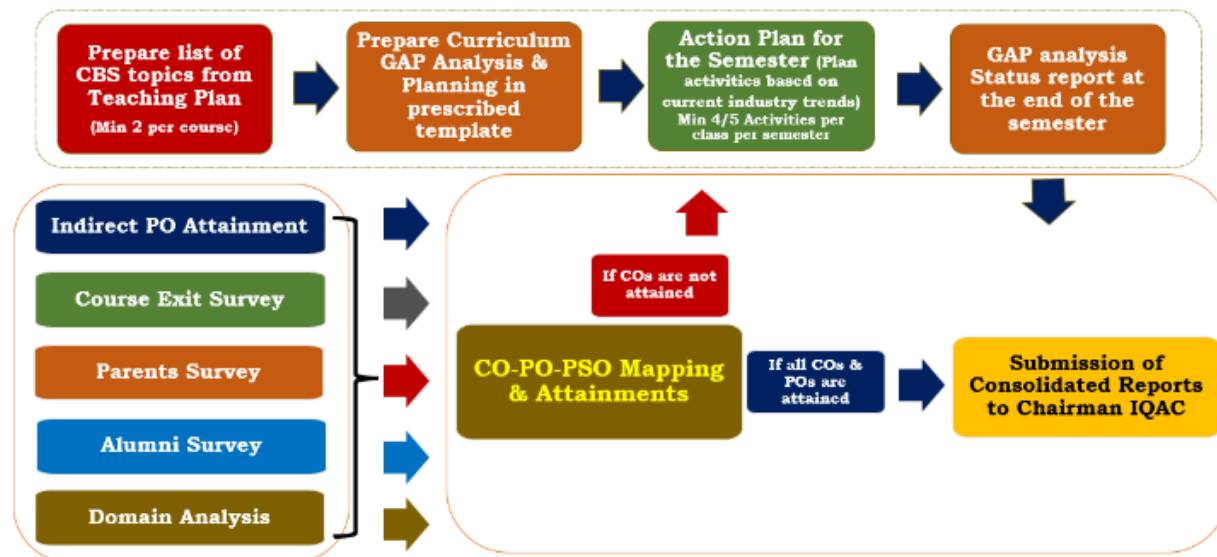 Prepare list of
CBS topics from
Teaching Plan
(Min 2 per course)
Prepare Curriculum
GAP Analysis &
Planning in
prescribed
template
Action Plan for
the Semester (Plan
activities based on
current industry trends)
Min 4/5 Activities per
class per semester
GAP analysis
Status report at
the end of the
semester
Indirect PO Attainment
Course Exit Survey
Parents Survey
Alumni Survey
Domain Analysis
If COs are not
attained
CO-PO-PSO Mapping
& Attainments
If all COs &
POs are
attained
Submission of
Consolidated Reports
to Chairman IQAC